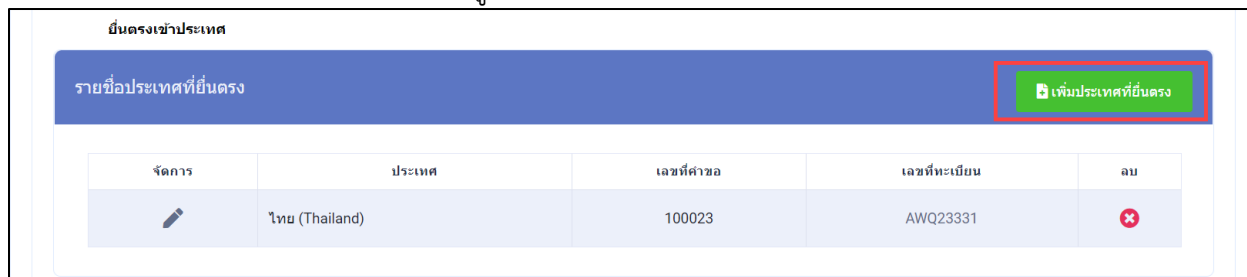 ยื่นตรงเข้าประเทศ
รายชื่อประเทศที่ยื่นตรง
เพิ่มประเทศที่ยื่นตรง
จัดการ ประเทศ เลขที่คำขอ เลขที่ทะเบียน ลบ
ไทย (Thailand) 100023 AWQ23331